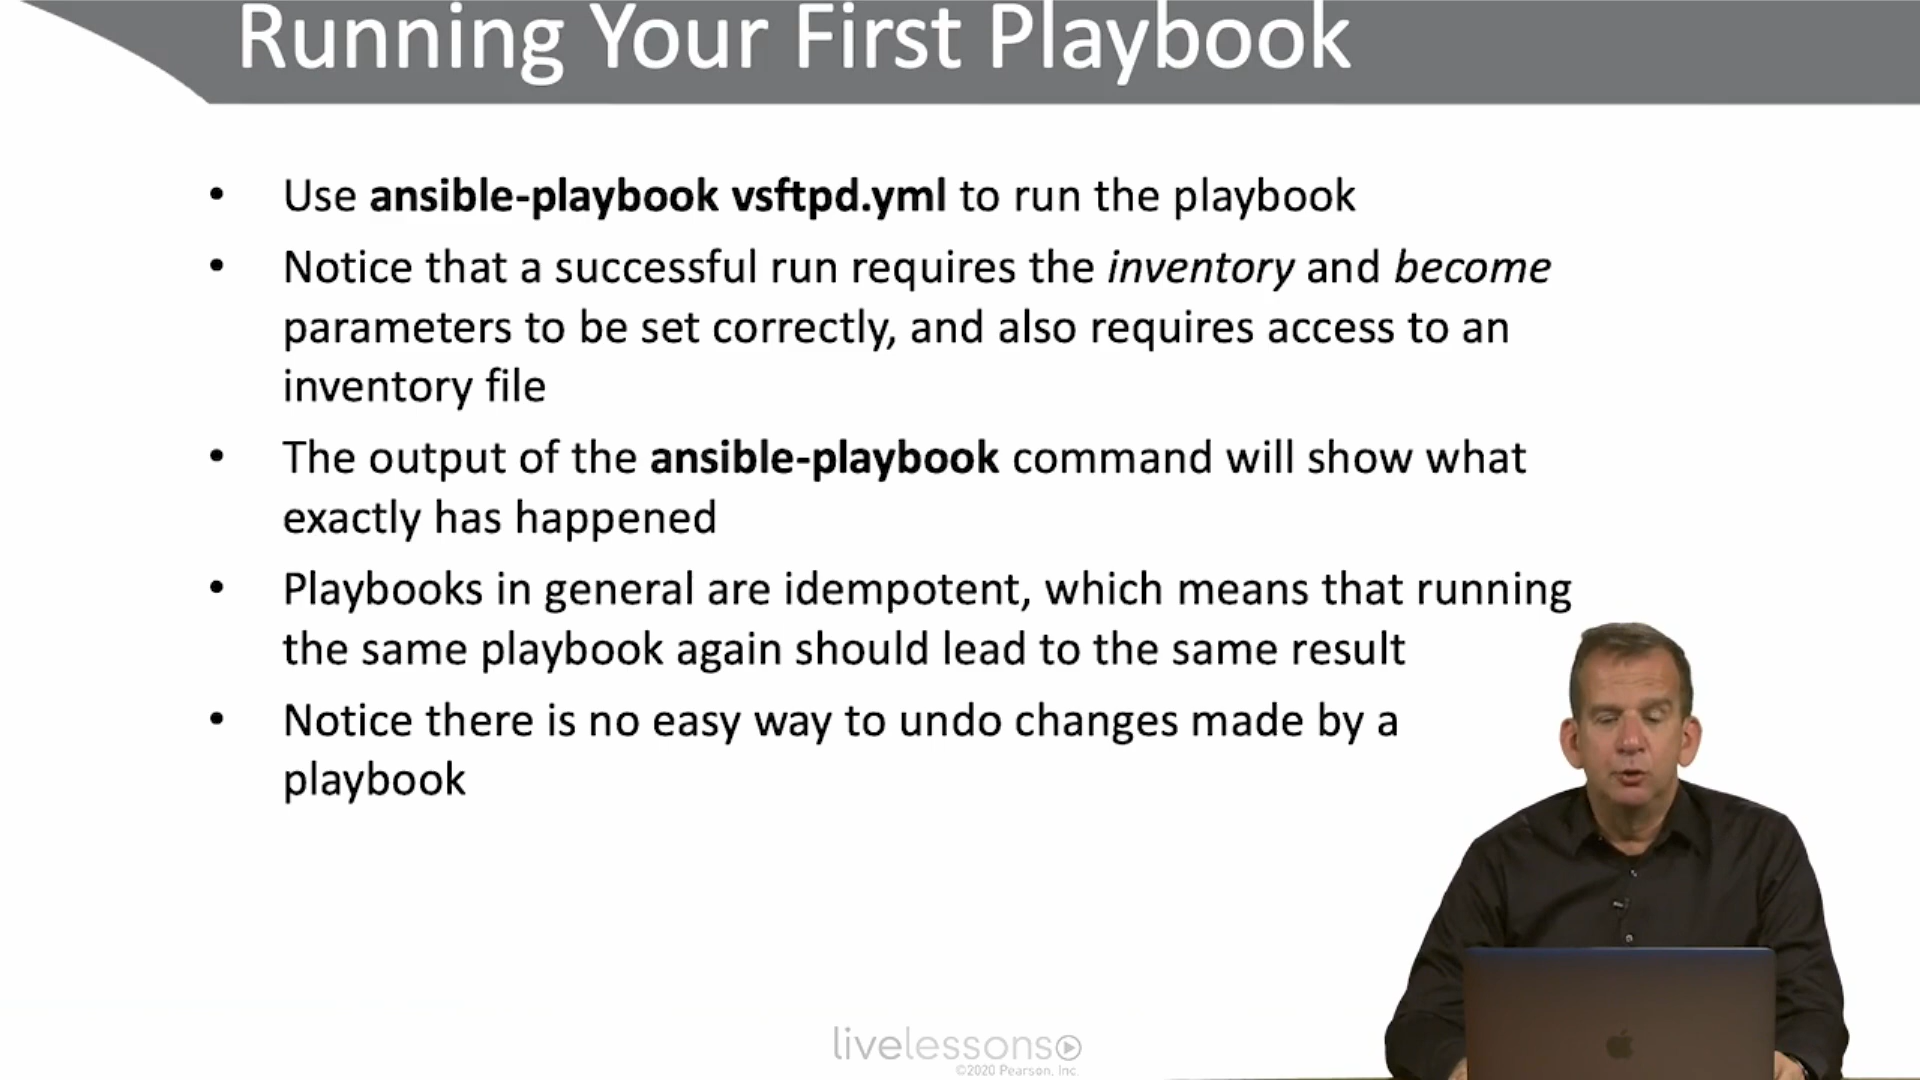 Running Your First Playbook
• Use ansible-playbook vsftpd.yml to run the playbook
• Notice that a successful run requires the inventory and become
parameters to be set correctly, and also requires access to an
inventory file
• The output of the ansible-playbook command will show what
exactly has happened
• Playbooks in general are idempotent, which means that running
the same playbook again should lead to the same result
• Notice there is no easy way to undo changes made by a
playbook
livelessons
©2020 Pearson, Inc.